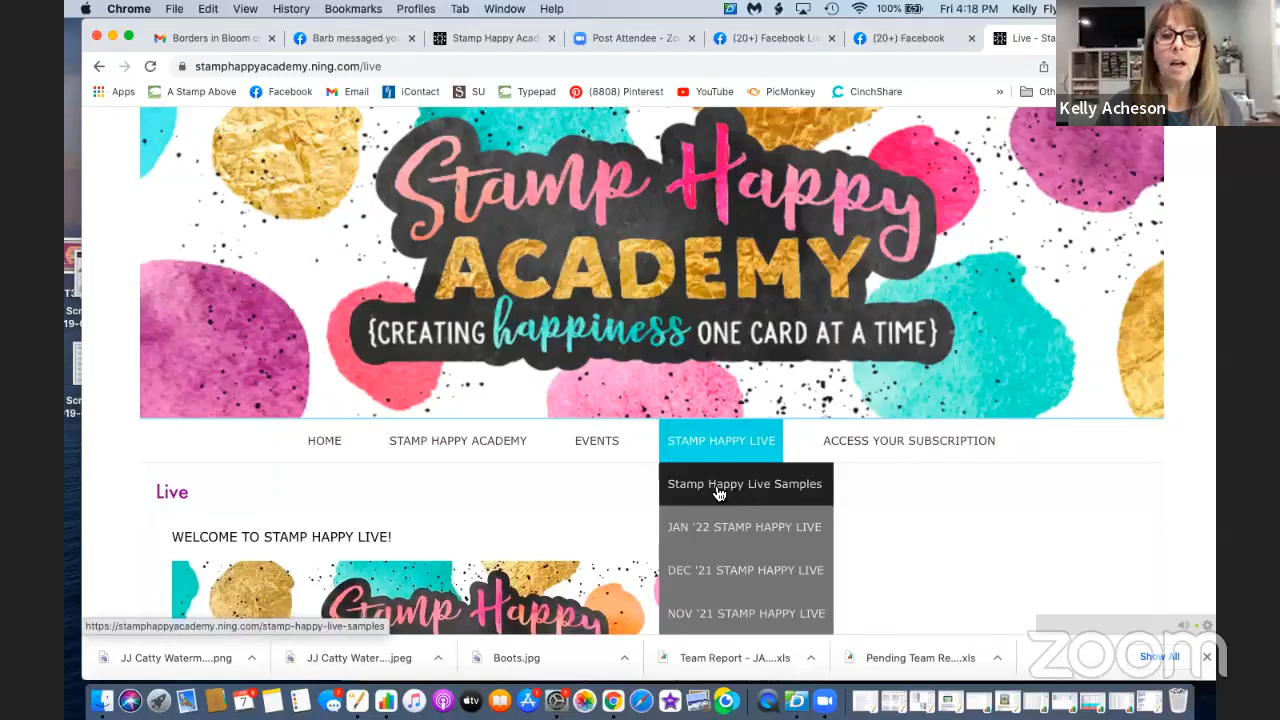 Chrome File Edit View History Bookmarks Profiles Tab Window Help 100% Fri 4:18 PM Kelly Fl
Borders in Bloom c Barb messaged yo Stamp Happy Acad Post Attendee - Zo (20+) Facebook Liv (20+) Facebook Live - Sta
stamphappyacademy.ning.com/live
Apps A Stamp Above Facebook Email iContac SU Typepad (8808) Pinterest YouTube PicMonkey CinchShare » Oth
Kelly Acheson
Stamp Happy
ACADEMY
{CREATING happiness ONE CARD AT A TIME}
HOME STAMP HAPPY ACADEMY EVENTS STAMP HAPPY LIVE ACCESS YOUR SUBSCRIPTION
Stamp Happy Live Samples
Live
JAN '22 STAMP HAPPY LIVE
WELCOME TO STAMP HAPPY LIVE!
DEC '21 STAMP HAPPY LIVE
Stamp Happy
NOV '21 STAMP HAPPY LIVE
https://stamphappyacademy.ning.com/stamp-happy-live-samples
JJ Catty Waterm....png JJ Catty Water....jpeg Boots.jpg Team Report - JA....xls Pending Team Re....xls Show All
zoom